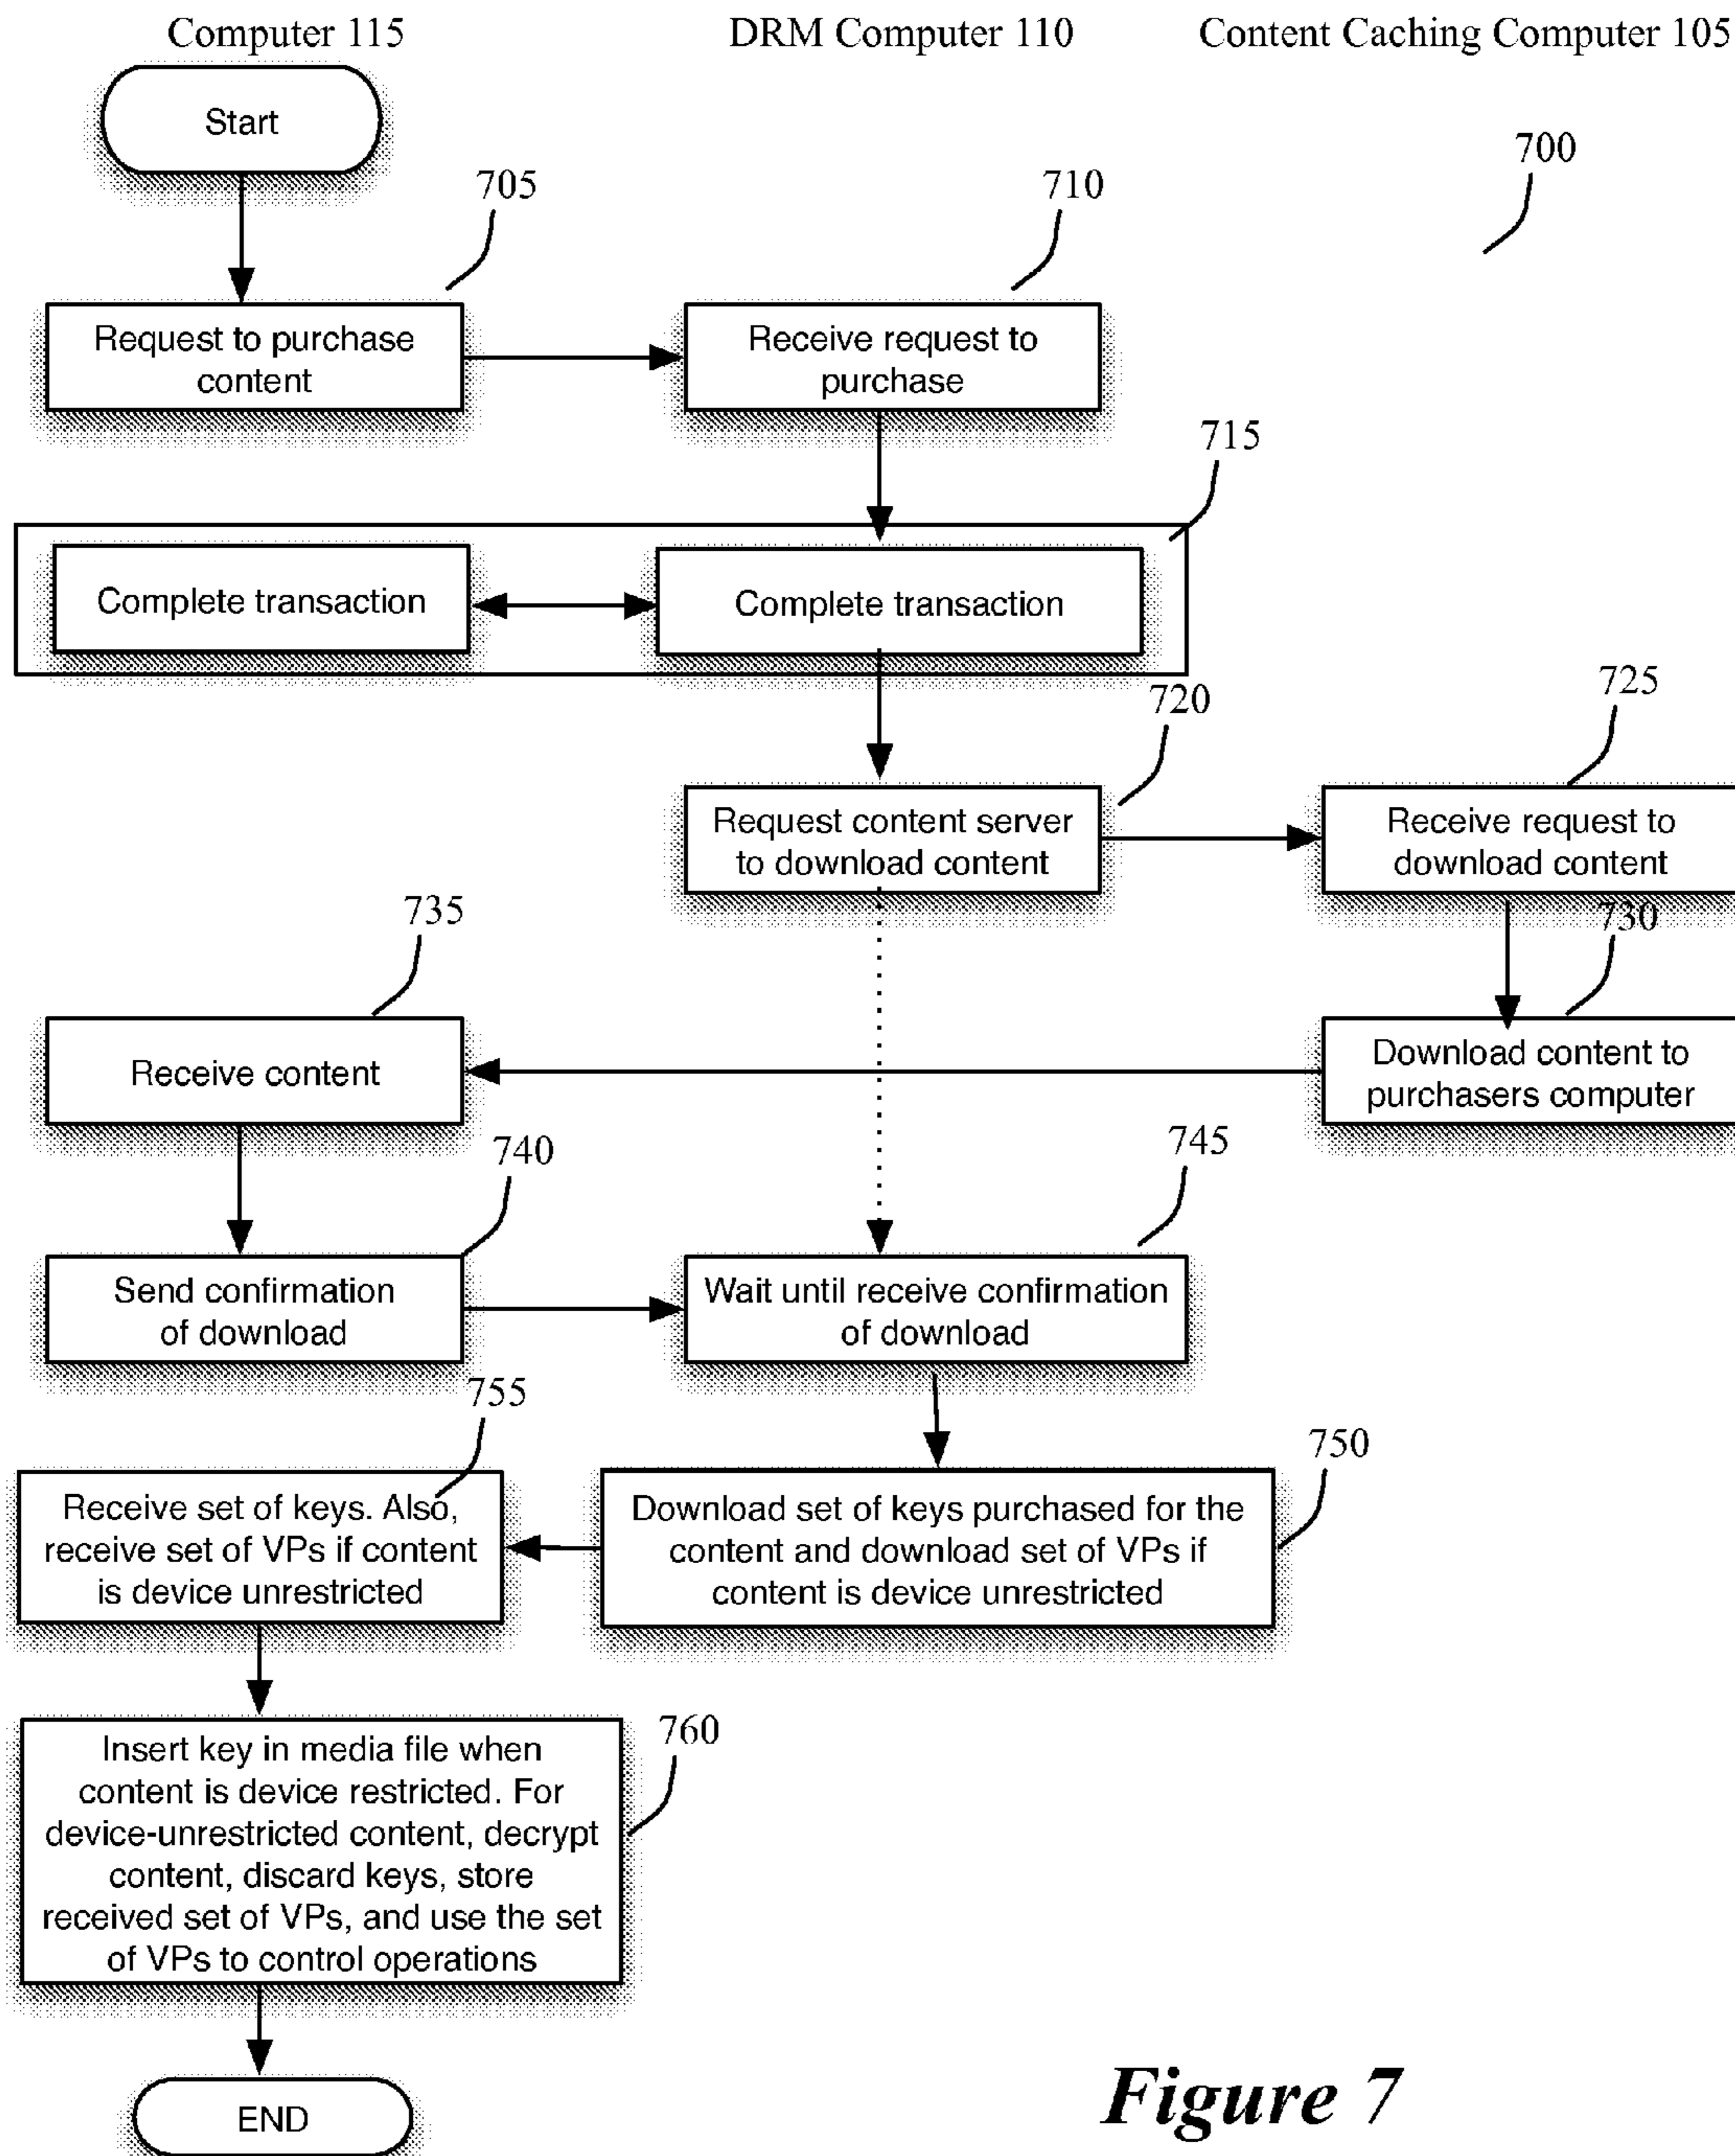 Computer 115
DRM Computer 110
Content Caching Computer 105
Start
700
705
710
Request to purchase
content
Receive request to
purchase
715
Complete transaction
Complete transaction
720
725
Request content server
to download content
Receive request to
download content
735
730
Receive content
Download content to
purchasers computer
740
745
Send confirmation
of download
Wait until receive confirmation
of download
755
750
Receive set of keys. Also,
receive set of VPs if content
is device unrestricted
Download set of keys purchased for the
content and download set of VPs if
content is device unrestricted
760
Insert key in media file when
content is device restricted. For
device-unrestricted content, decrypt
content, discard keys, store
received set of VPs, and use the set
of VPs to control operations
END
Figure 7